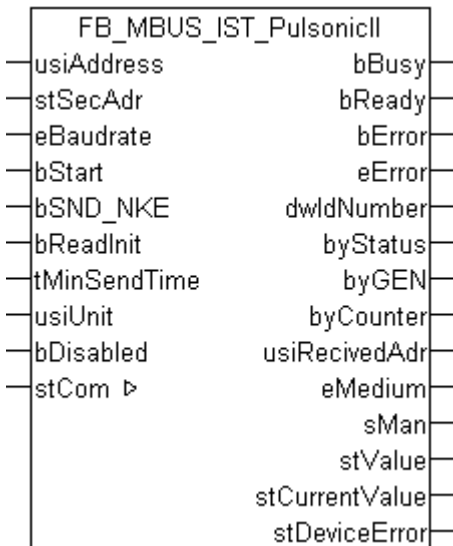 FB_MBUS_IST_PulsonicII
usiAddress bBusy
stSecAdr bReady
eBaudrate bError
bStart eError
bSND_NKE dwIdNumber
bReadInit byStatus
tMinSendTime byGEN
usiUnit byCounter
bDisabled usiRecivedAdr
stCom ▷ eMedium
sMan
stValue
stCurrentValue
stDeviceError